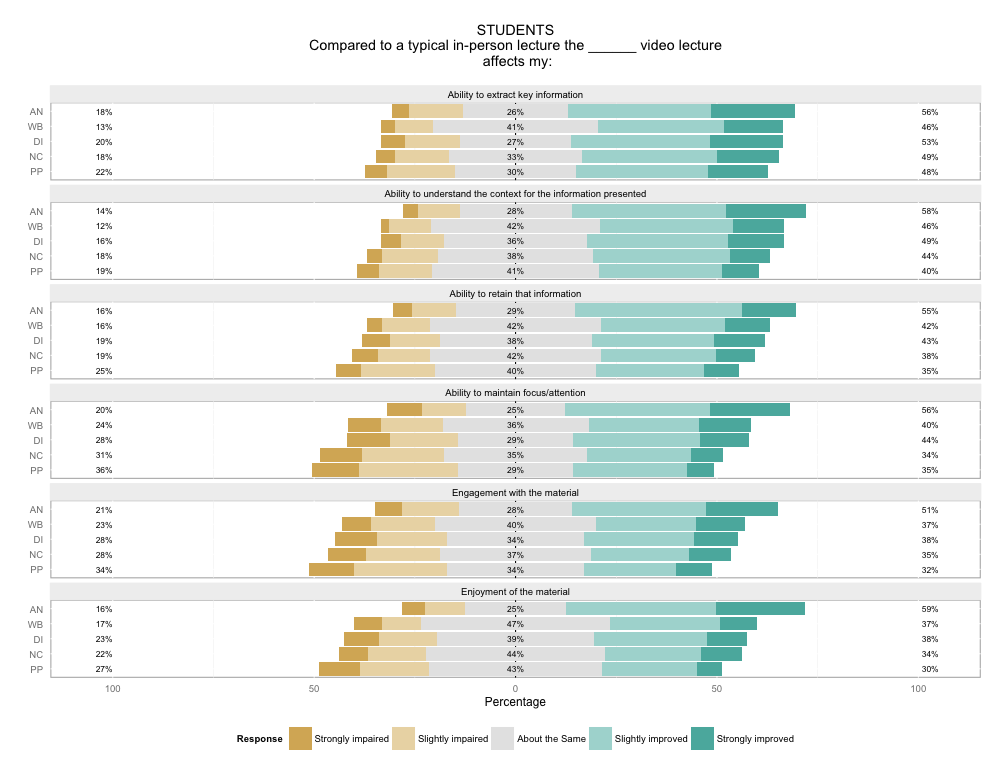 STUDENTS
Compared to a typical in-person lecture the ______ video lecture
affects my:
Ability to extract key information
AN 18% 26% 56%
WB 13% 41% 46%
DI 20% 27% 53%
NC 18% 33% 49%
PP 22% 30% 48%
Ability to understand the context for the information presented
AN 14% 28% 58%
WB 12% 42% 46%
DI 16% 36% 49%
NC 18% 38% 44%
PP 19% 41% 40%
Ability to retain that information
AN 16% 29% 55%
WB 16% 42% 42%
DI 19% 38% 43%
NC 19% 42% 38%
PP 25% 40% 35%
Ability to maintain focus/attention
AN 20% 25% 56%
WB 24% 36% 40%
DI 28% 29% 44%
NC 31% 35% 34%
PP 36% 29% 35%
Engagement with the material
AN 21% 28% 51%
WB 23% 40% 37%
DI 28% 34% 38%
NC 28% 37% 35%
PP 34% 34% 32%
Enjoyment of the material
AN 16% 25% 59%
WB 17% 47% 37%
DI 23% 39% 38%
NC 22% 44% 34%
PP 27% 43% 30%
100 50 0 50 100
Percentage
Response Strongly impaired Slightly impaired About the Same Slightly improved Strongly improved